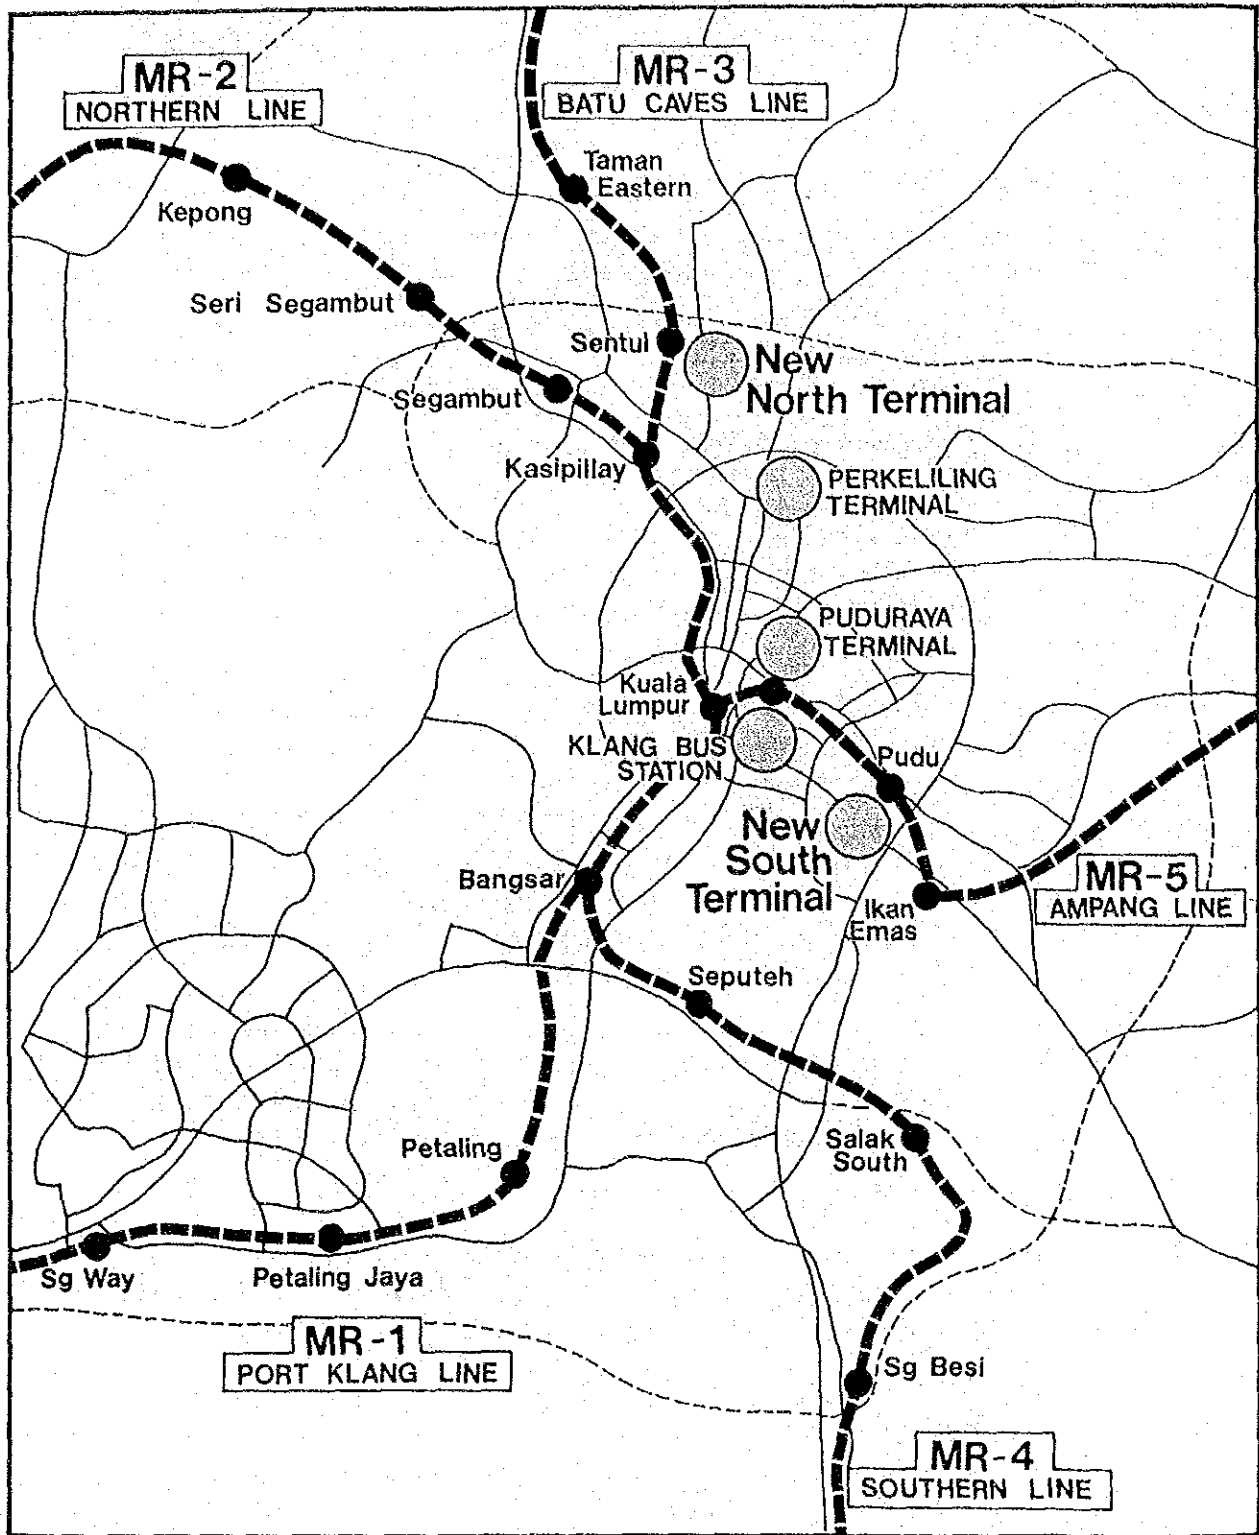 MR-2
NORTHERN LINE
MR-3
BATU CAVES LINE
Taman
Eastern
Kepong
Seri Segambut
Sentul
New
North Terminal
Segambut
Kasipillay
PERKELILING
TERMINAL
PUDURAYA
TERMINAL
Kuala
Lumpur
KLANG BUS
STATION
Pudu
New
South
Terminal
Bangsar
MR-5
AMPANG LINE
Ikan
Emas
Seputeh
Petaling
Salak
South
Sg Way
Petaling Jaya
MR-1
PORT KLANG LINE
Sg Besi
MR-4
SOUTHERN LINE